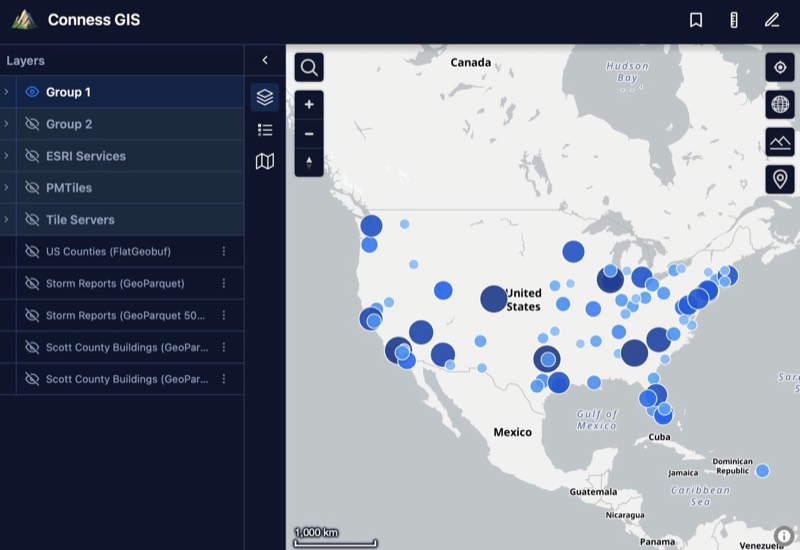 Conness GIS
Layers
Group 1
Group 2
ESRI Services
PMTiles
Tile Servers
US Counties (FlatGeobuf)
Storm Reports (GeoParquet)
Storm Reports (GeoParquet 50...
Scott County Buildings (GeoPar...
Scott County Buildings (GeoPar...
Canada
Hudson
Bay
United
States
Gulf of
Mexico
Mexico
Cuba
Dominican
Republic
Jamaica
Caribbean
Sea
Guatemala
Nicaragua
Panama
Venezuela
1,000 km